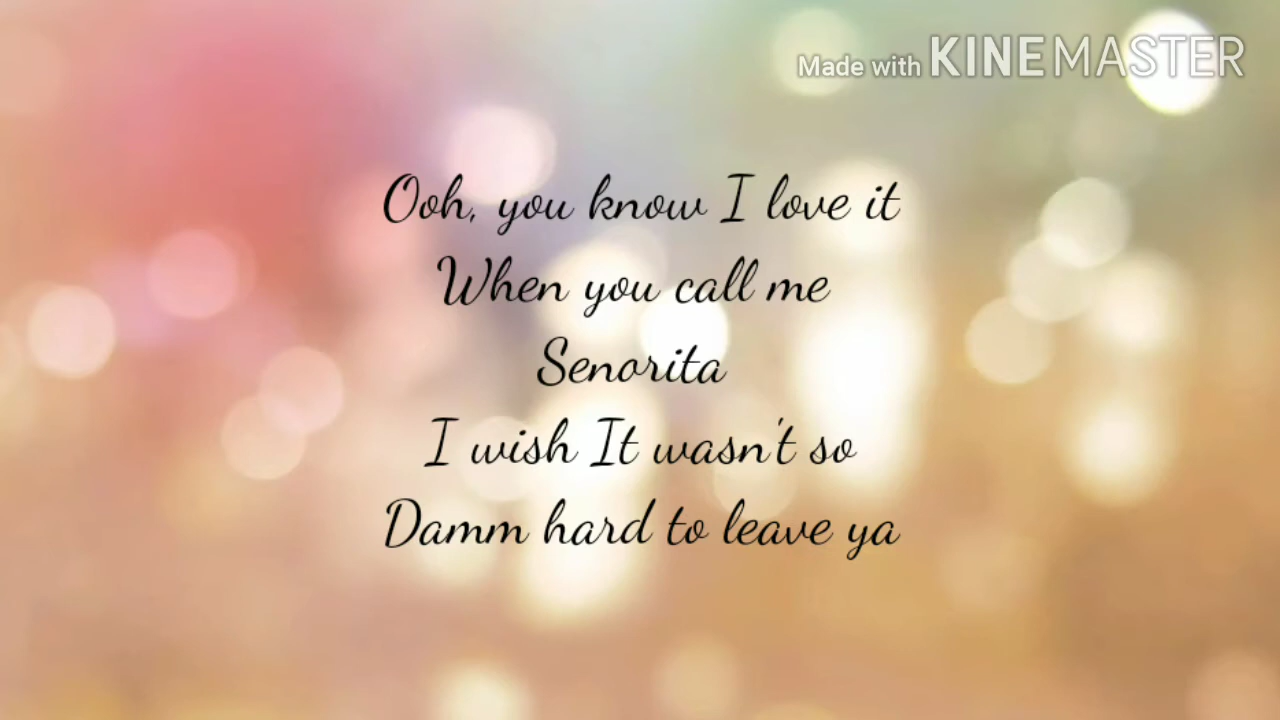 Made with KINEMASTER
Ooh, you know I love it
When you call me
Senorita
I wish It wasn't so
Damm hard to leave ya